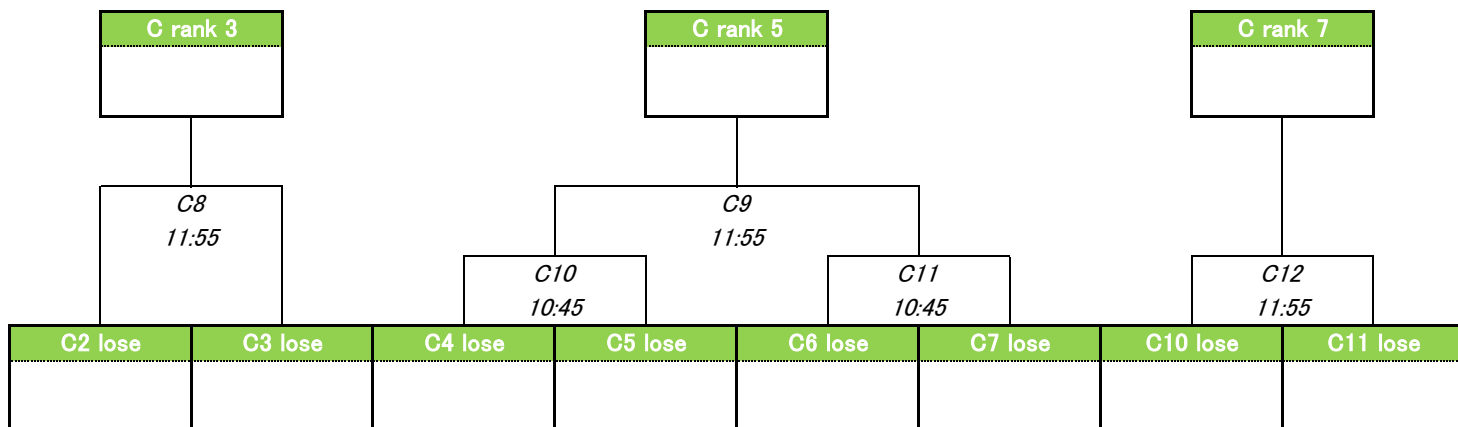 C rank 3
C rank 5
C rank 7
C8
11:55
C9
11:55
C10
10:45
C11
10:45
C12
11:55
C2 lose
C3 lose
C4 lose
C5 lose
C6 lose
C7 lose
C10 lose
C11 lose